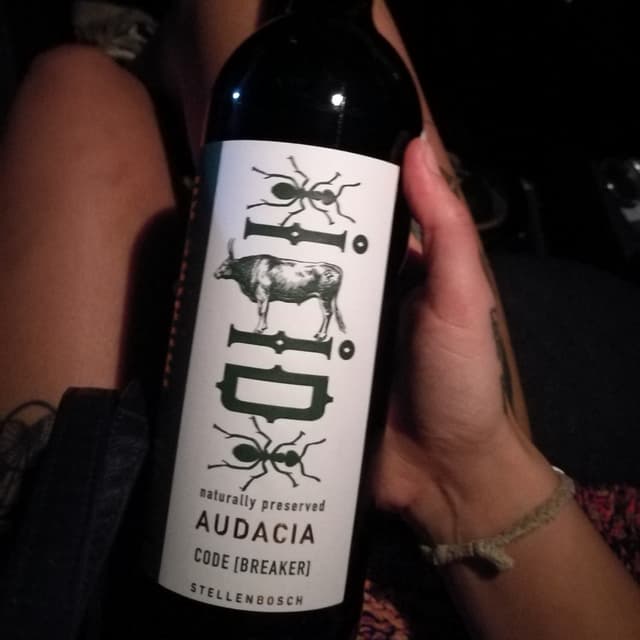 i i D
naturally preserved
AUDACIA
CODE [BREAKER]
STELLENBOSCH